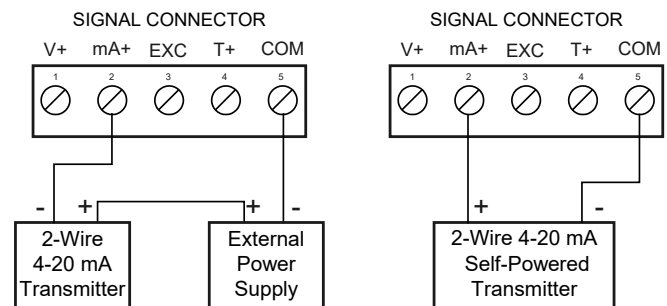 SIGNAL CONNECTOR
V+ mA+ EXC T+ COM
1 2 3 4 5
- + + -
2-Wire
4-20 mA
Transmitter
External
Power
Supply
SIGNAL CONNECTOR
V+ mA+ EXC T+ COM
1 2 3 4 5
+ -
2-Wire 4-20 mA
Self-Powered
Transmitter